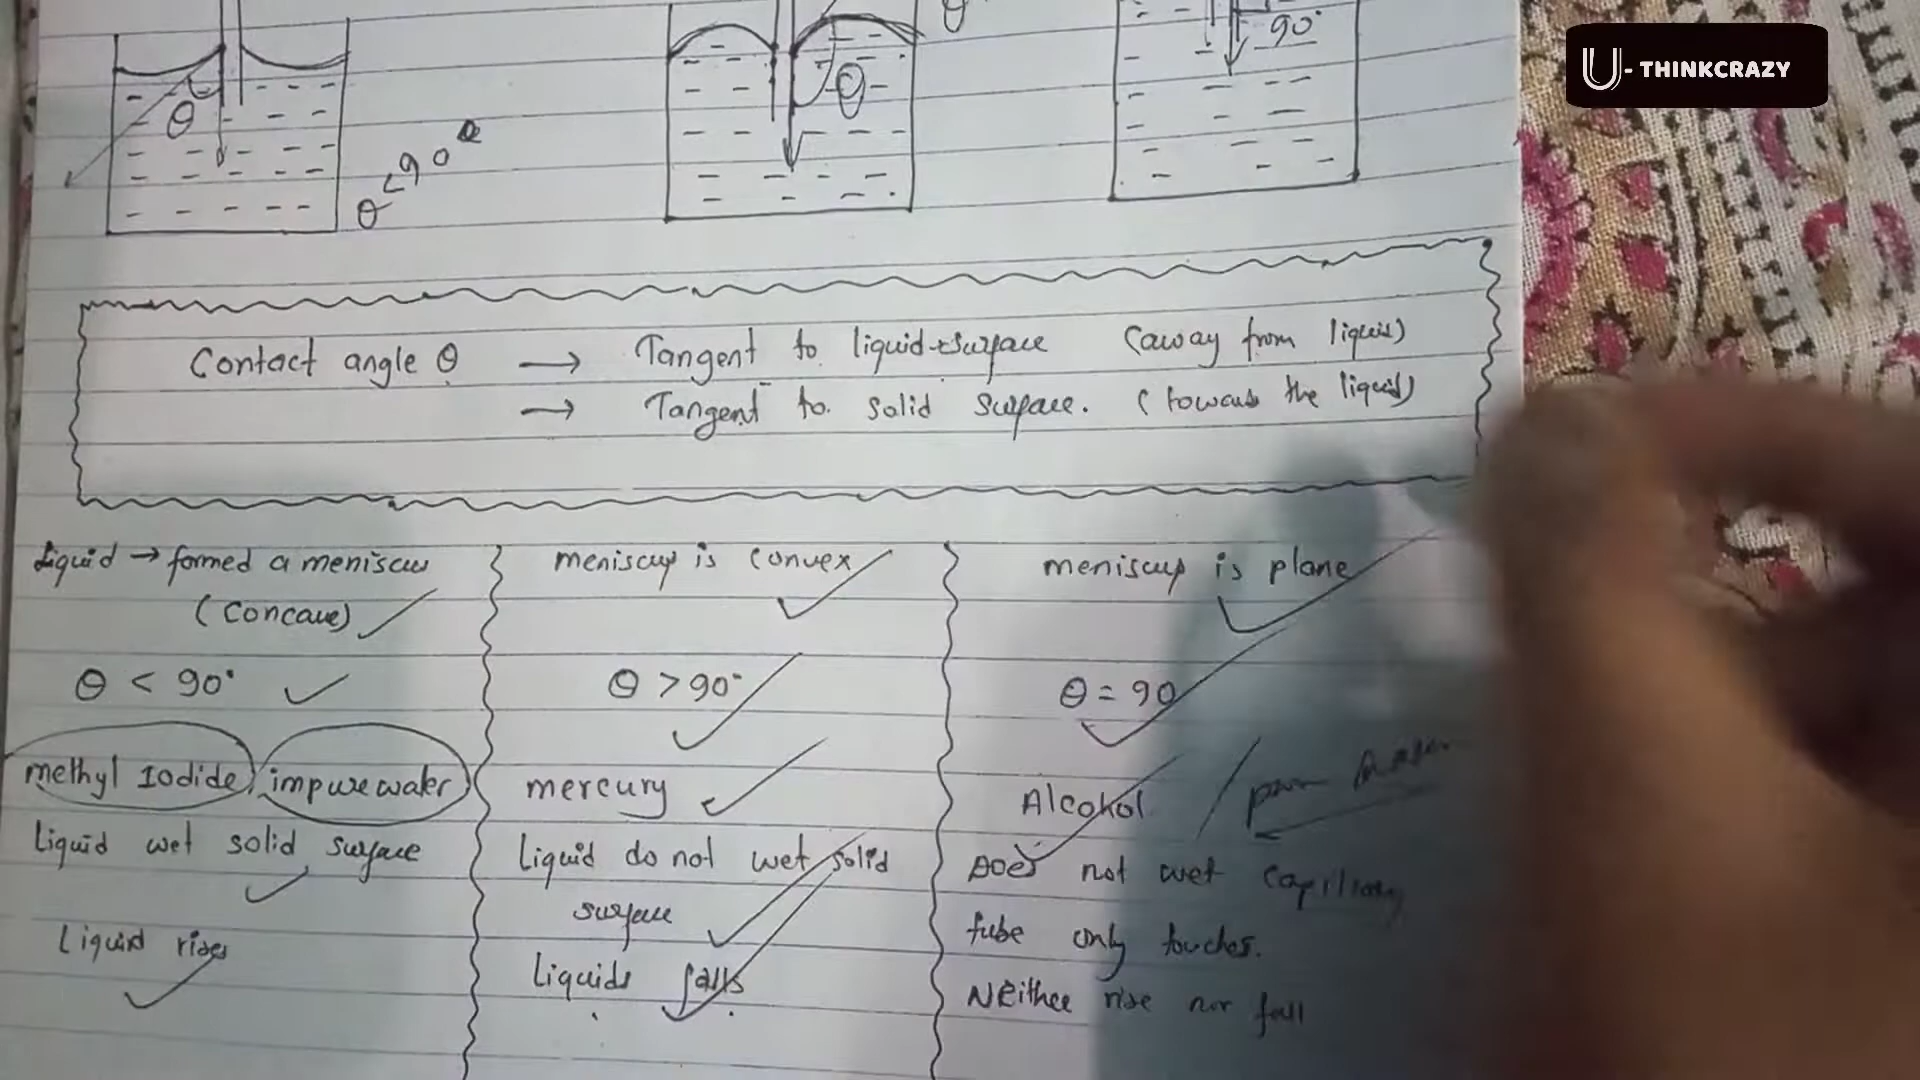 U - THINKCRAZY
θ
90°
θ
θ
θ < 90°
Contact angle θ → Tangent to liquid surface (away from liquid)
→ Tangent to solid surface. (towards the liquid)
Liquid → formed a meniscus
(Concave)
θ < 90°
methyl Iodide, impure water
Liquid wet solid surface
Liquid rises
meniscus is convex
θ > 90°
mercury
Liquid do not wet solid
surface
Liquids falls
meniscus is plane
θ = 90
Alcohol /
Does not wet capillary
tube only touches.
Neither rise nor fall